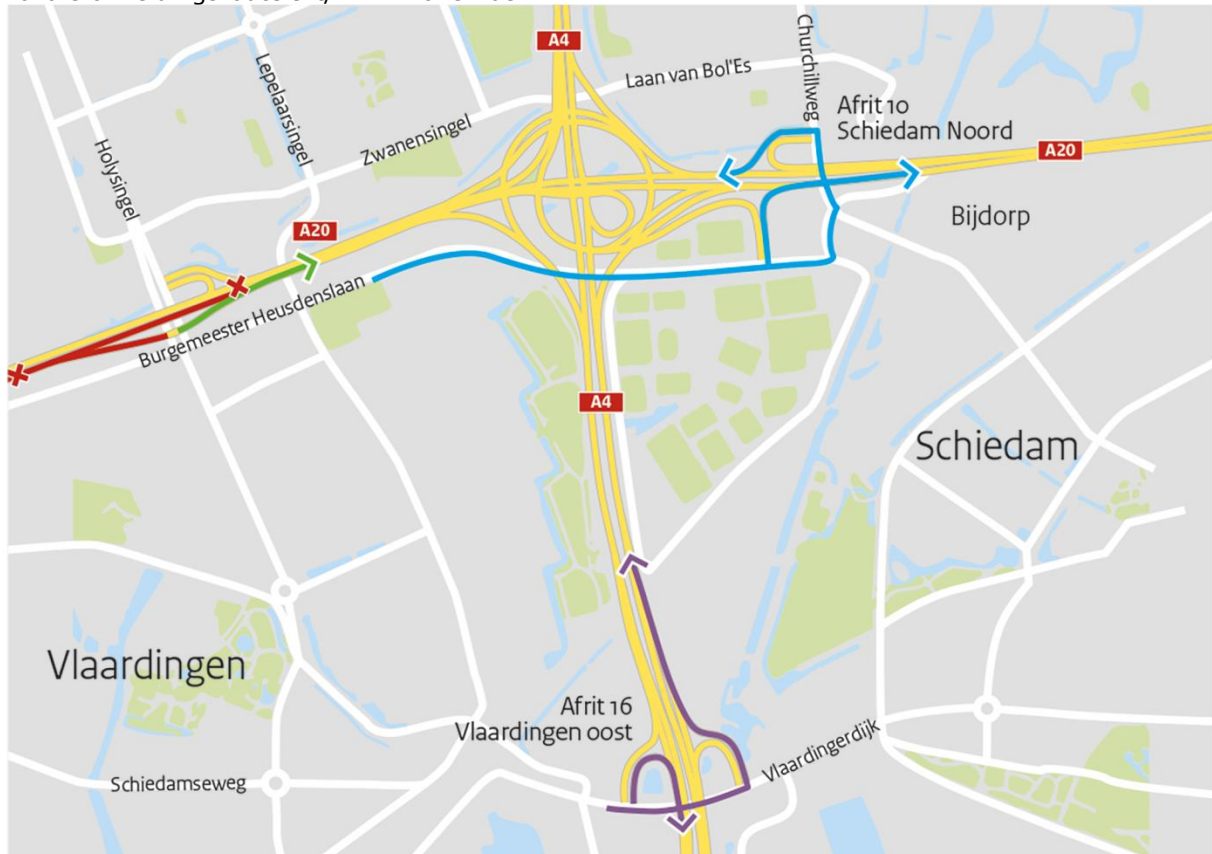 A4
Churchillweg
Lepelaarsingel
Laan van Bol'Es
Afrit 10
Schiedam Noord
Zwanensingel
A20
Holysingel
Bijdorp
A20
Burgemeester Heusdenslaan
A4
Schiedam
Vlaardingen
Afrit 16
Vlaardingen oost
Vlaardingerdijk
Schiedamseweg